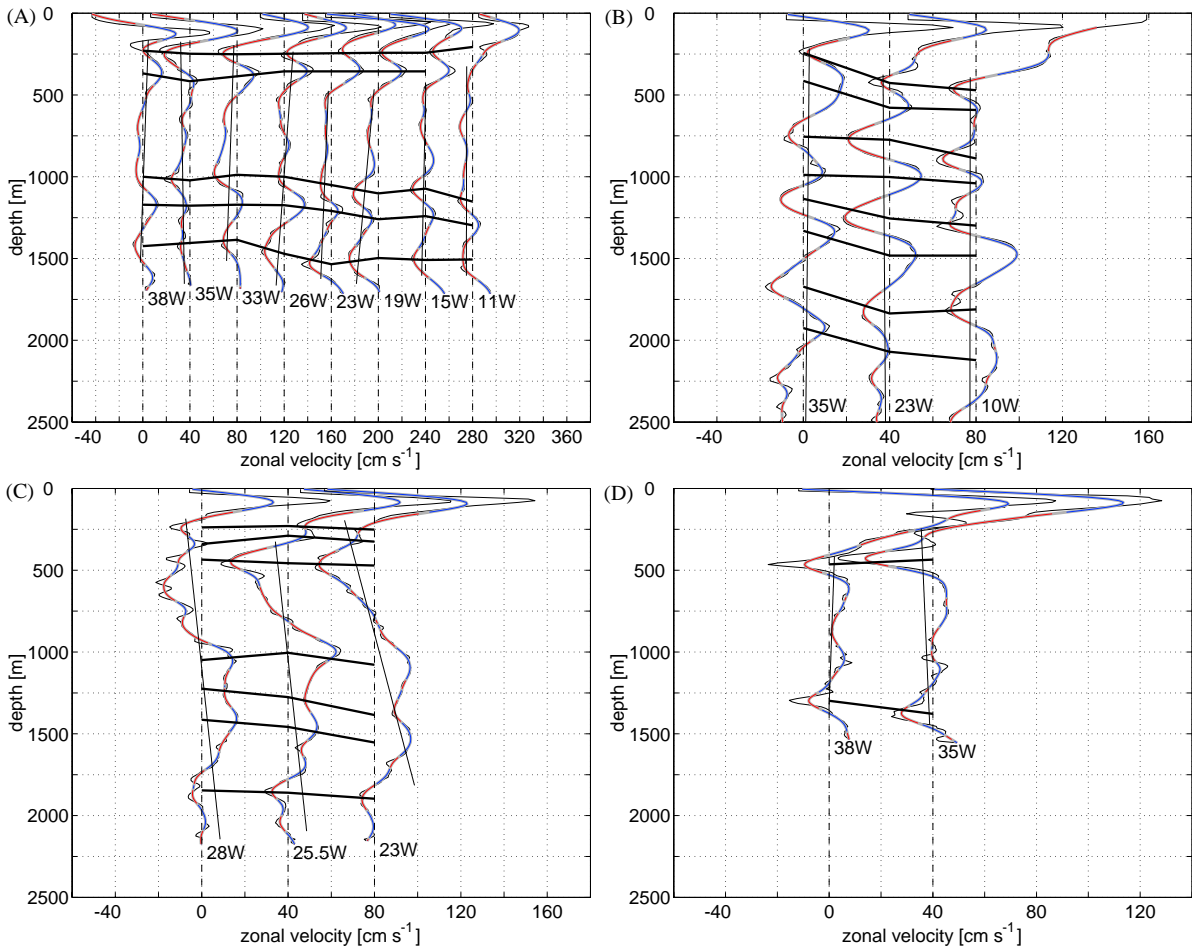 (A)
0
500
1000
1500
2000
2500
depth [m]
38W 35W 33W 26W 23W 19W 15W 11W
-40 0 40 80 120 160 200 240 280 320 360
zonal velocity [cm s-1]
(B)
0
500
1000
1500
2000
2500
depth [m]
35W 23W 10W
-40 0 40 80 120 160
zonal velocity [cm s-1]
(C)
0
500
1000
1500
2000
2500
depth [m]
28W 25.5W 23W
-40 0 40 80 120 160
zonal velocity [cm s-1]
(D)
0
500
1000
1500
2000
2500
depth [m]
38W 35W
-40 0 40 80 120
zonal velocity [cm s-1]